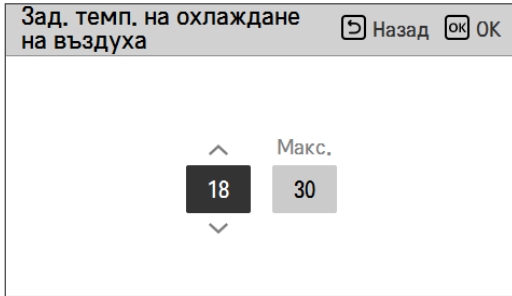 Зад. темп. на охлаждане
на въздуха
Назад OK OK
Макс.
18 30